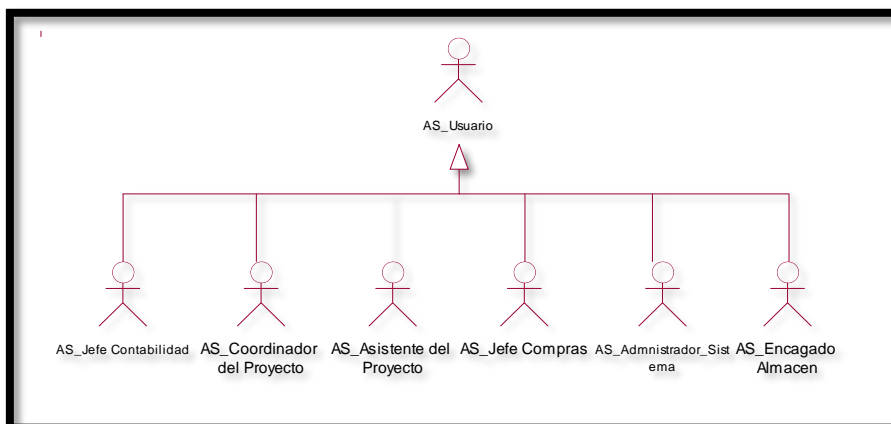 AS_Usuario
AS_Jefe Contabilidad
AS_Coordinador
del Proyecto
AS_Asistente del
Proyecto
AS_Jefe Compras
AS_Admnistrador_Sist
ema
AS_Encagado
Almacen